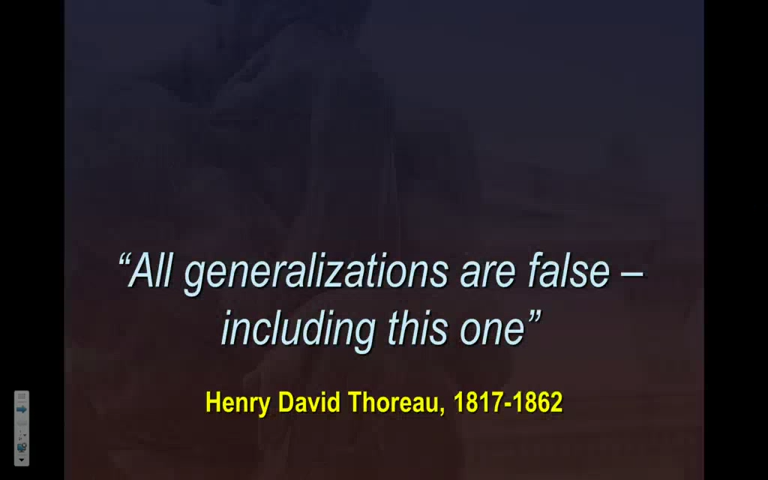 “All generalizations are false –
including this one”
Henry David Thoreau, 1817-1862